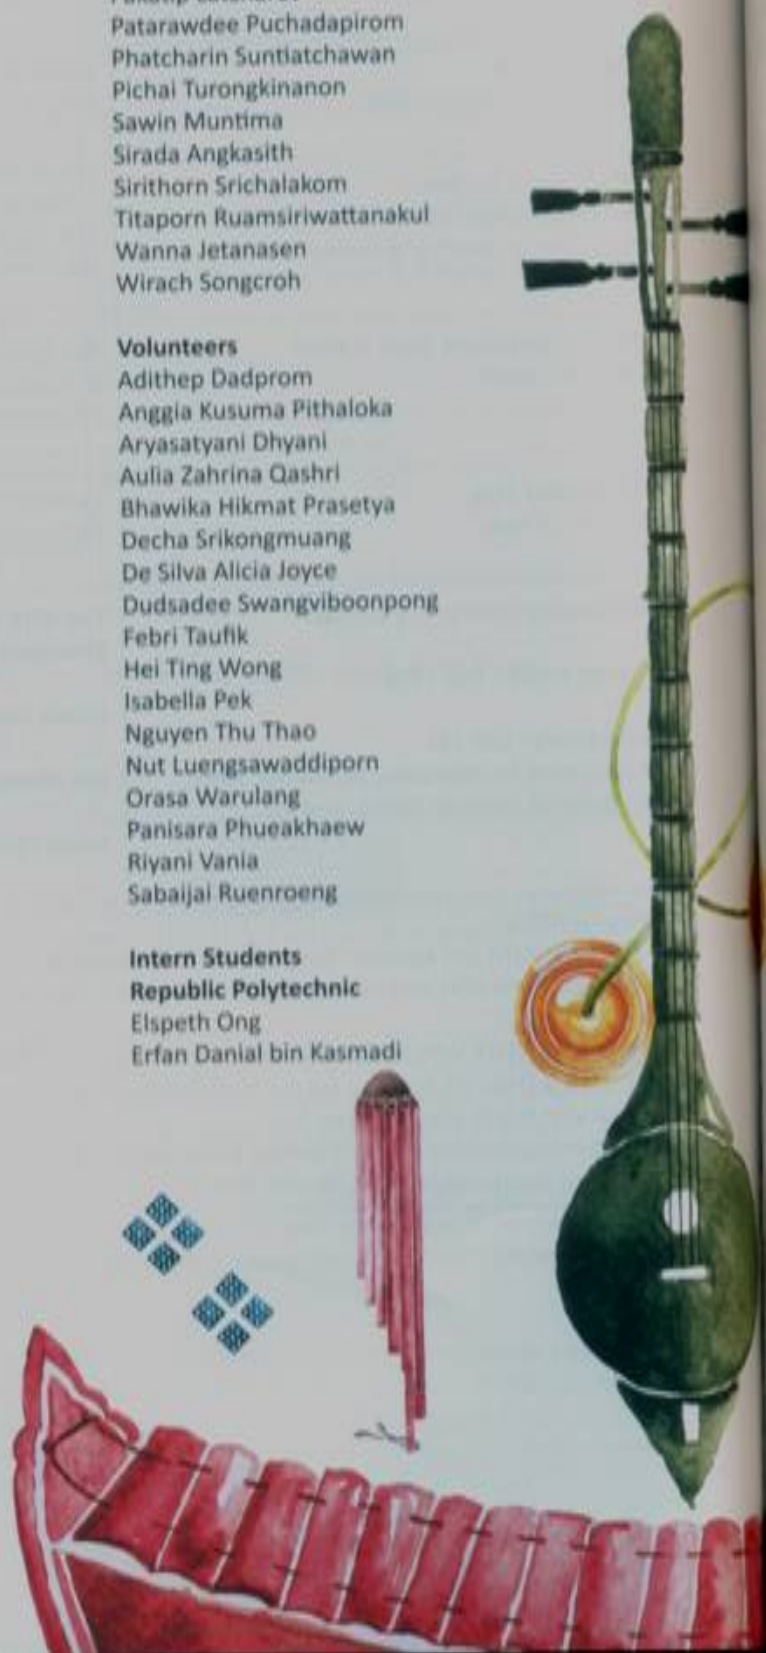 Patarawdee Puchadapirom
Phatcharin Suntiatchawan
Pichai Turongkinanon
Sawin Muntima
Sirada Angkasith
Sirithorn Srichalakom
Titaporn Ruamsiriwattanakul
Wanna Jetanasen
Wirach Songcroh
Volunteers
Adithep Dadprom
Anggia Kusuma Pithaloka
Aryasatyani Dhyani
Aulia Zahrina Qashri
Bhawika Hikmat Prasetya
Decha Srikongmuang
De Silva Alicia Joyce
Dudsadee Swangviboonpong
Febri Taufik
Hei Ting Wong
Isabella Pek
Nguyen Thu Thao
Nut Luengsawaddiporn
Orasa Warulang
Panisara Phueakhaew
Riyani Vania
Sabaijai Ruenroeng
Intern Students
Republic Polytechnic
Elspeth Ong
Erfan Danial bin Kasmadi